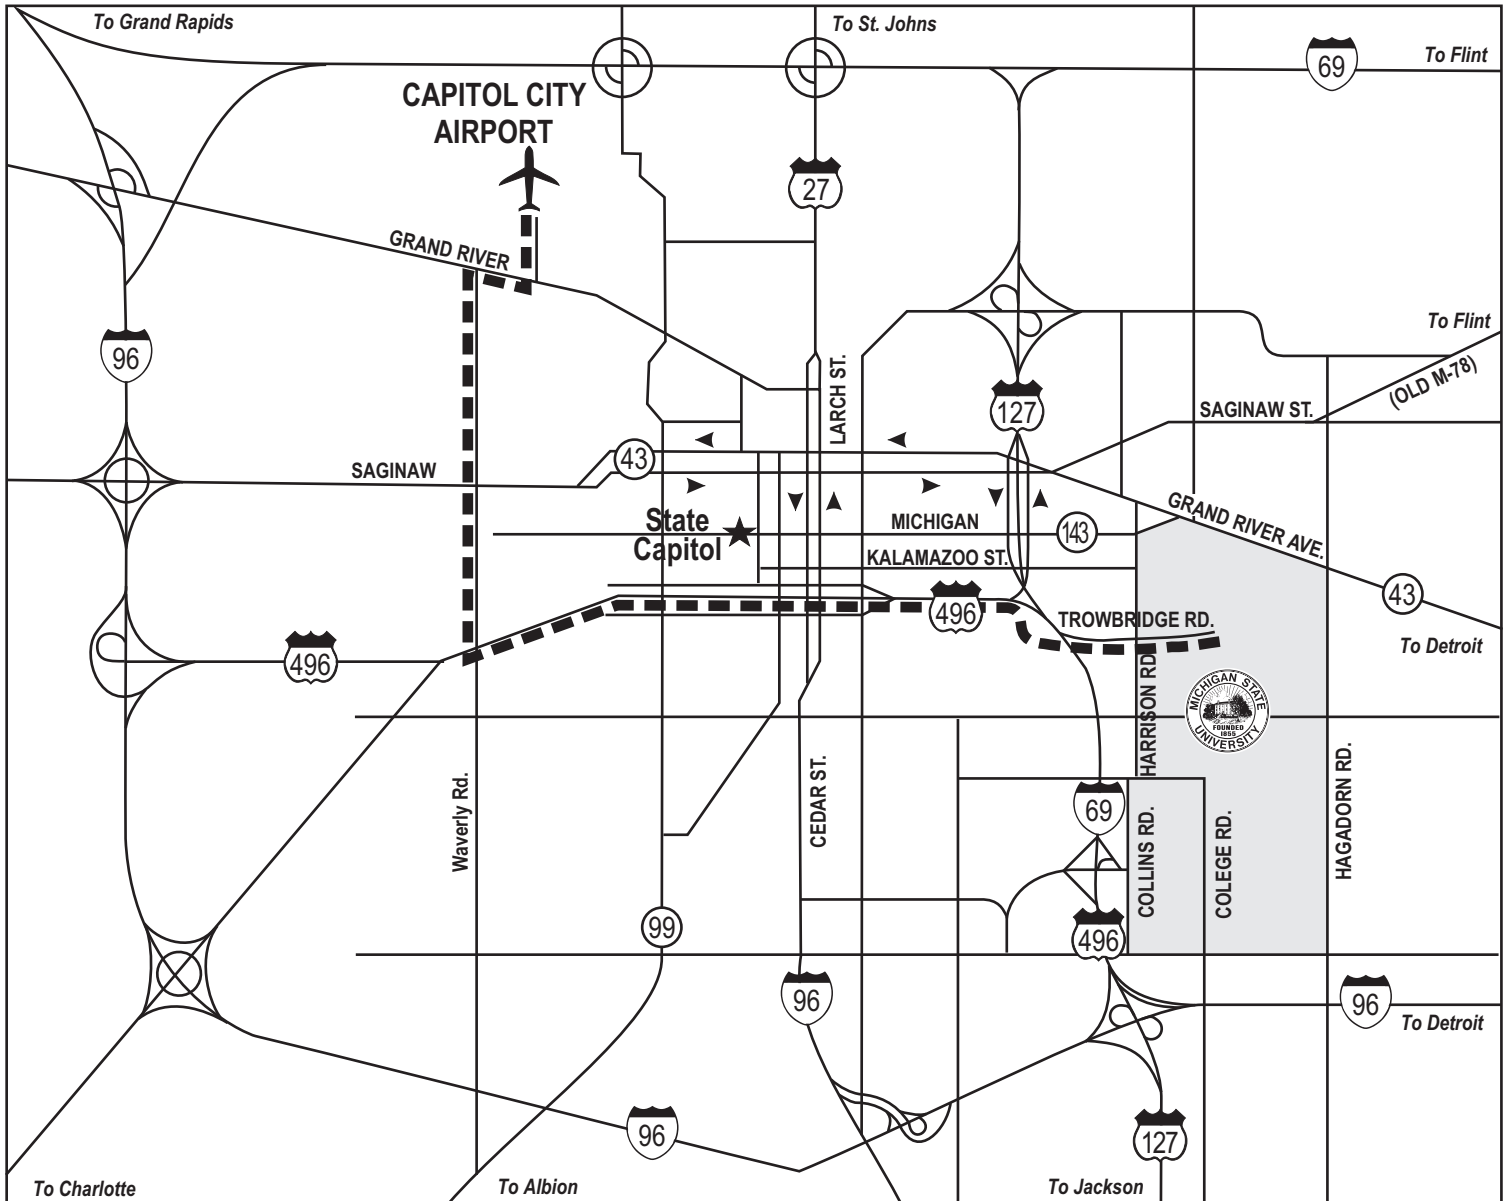 To Grand Rapids
To St. Johns
To Flint
69
CAPITOL CITY
AIRPORT
27
GRAND RIVER
96
To Flint
(OLD M-78)
LARCH ST.
127
SAGINAW ST.
43
SAGINAW
GRAND RIVER AVE.
State
Capitol
MICHIGAN
143
KALAMAZOO ST.
43
496
TROWBRIDGE RD.
To Detroit
496
HARRISON RD.
MICHIGAN STATE
UNIVERSITY
FOUNDED
1855
Waverly Rd.
CEDAR ST.
69
COLLINS RD.
COLEGE RD.
HAGADORN RD.
99
496
96
96
To Detroit
96
127
To Charlotte
To Albion
To Jackson